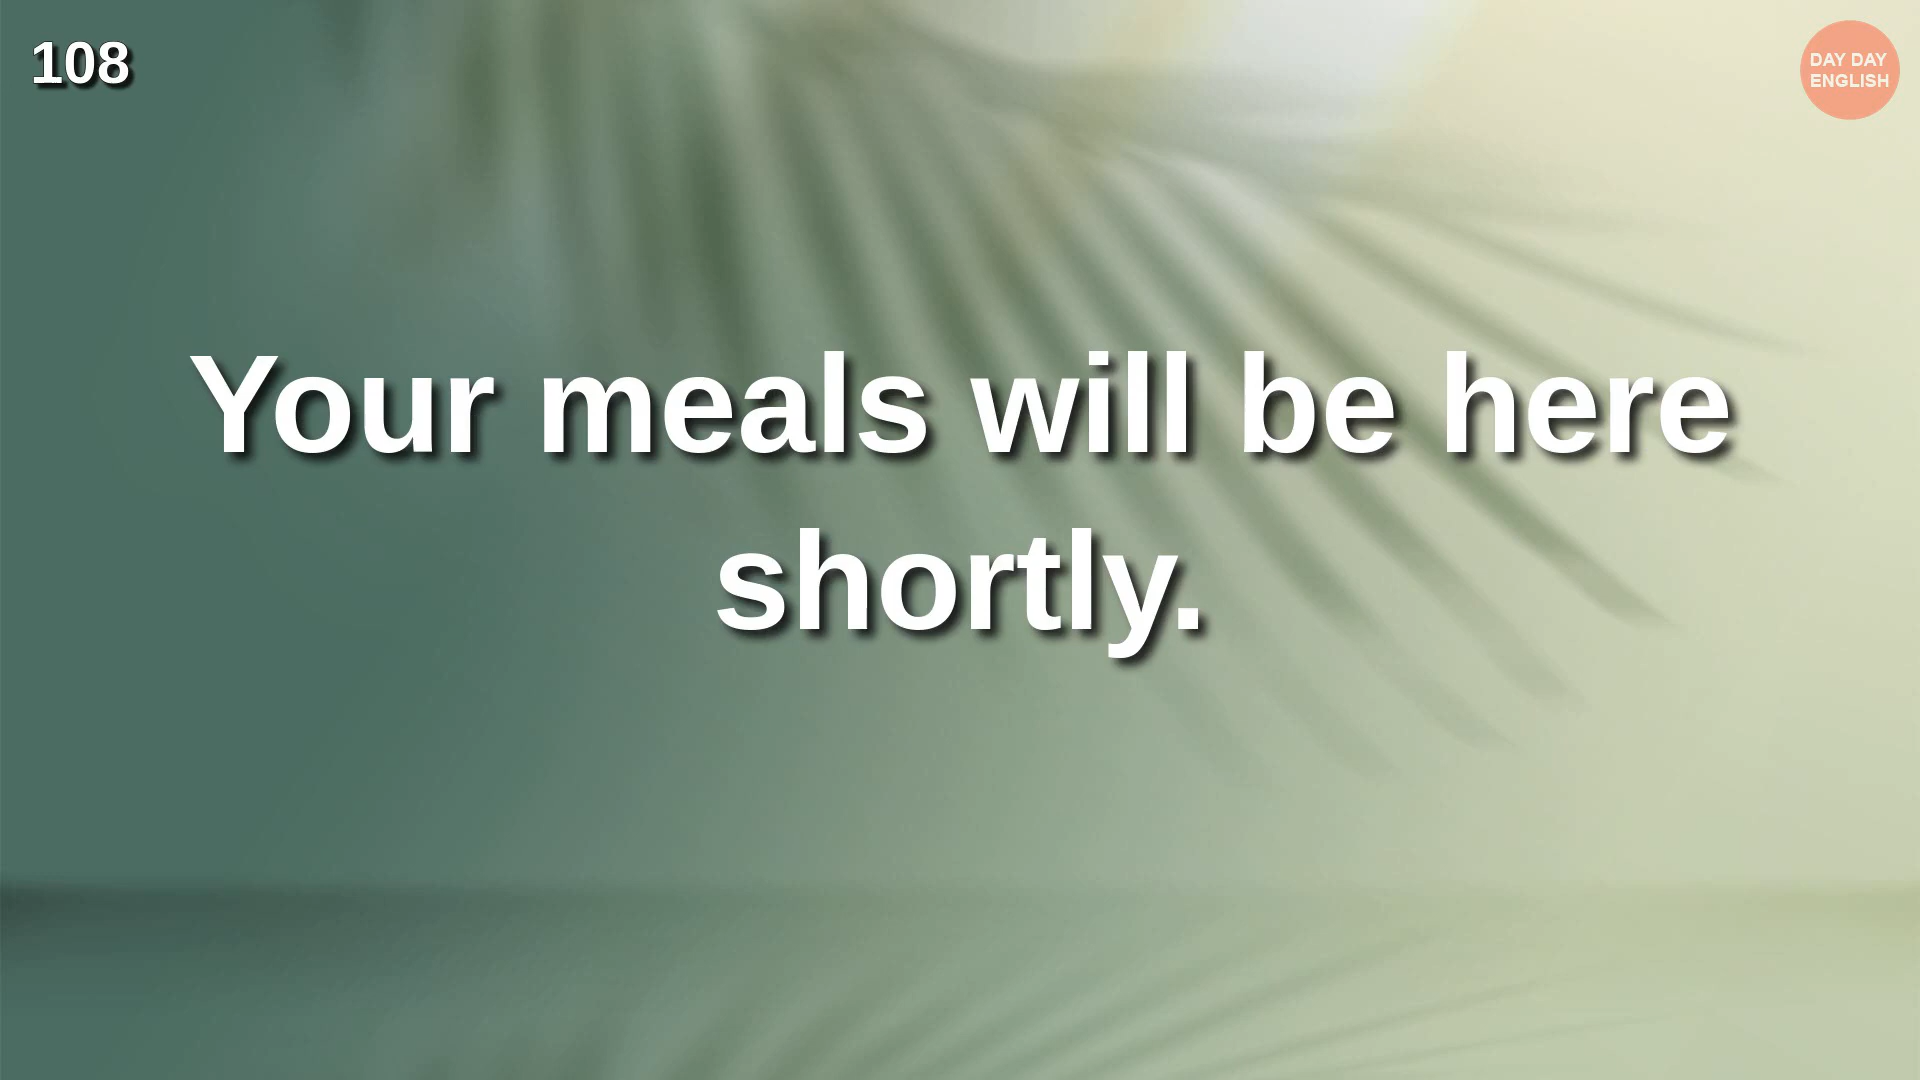 108
DAY DAY
ENGLISH
Your meals will be here
shortly.